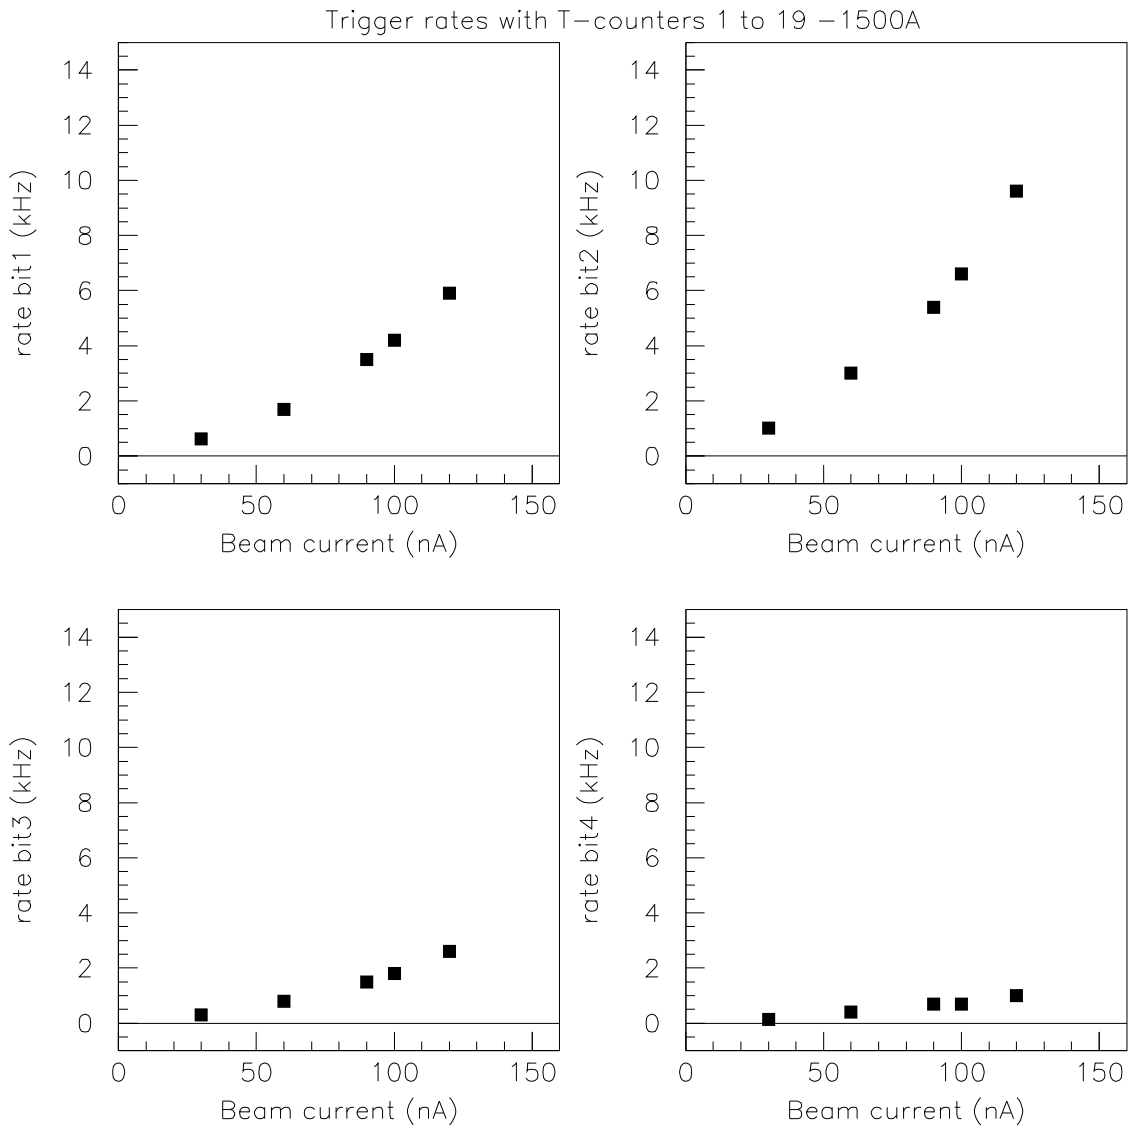 Trigger rates with T-counters 1 to 19 -1500A
14
12
10
8
6
4
2
0
rate bit1 (kHz)
0 50 100 150
Beam current (nA)
14
12
10
8
6
4
2
0
rate bit2 (kHz)
0 50 100 150
Beam current (nA)
14
12
10
8
6
4
2
0
rate bit3 (kHz)
0 50 100 150
Beam current (nA)
14
12
10
8
6
4
2
0
rate bit4 (kHz)
0 50 100 150
Beam current (nA)